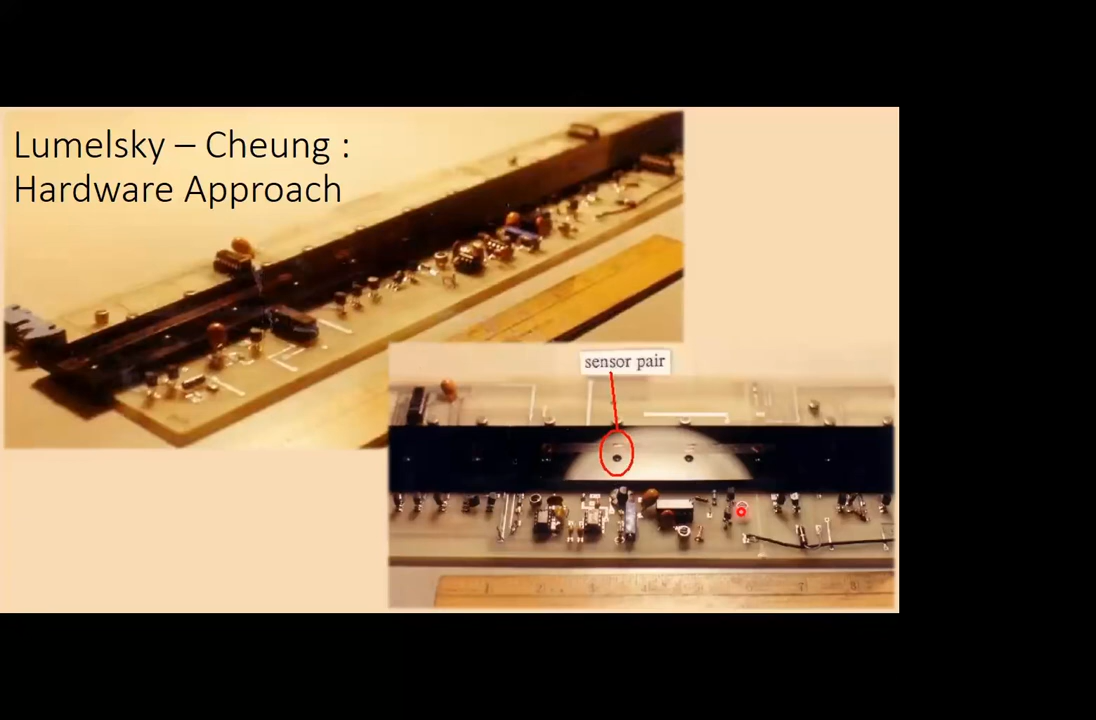 Lumelsky – Cheung :
Hardware Approach
sensor pair